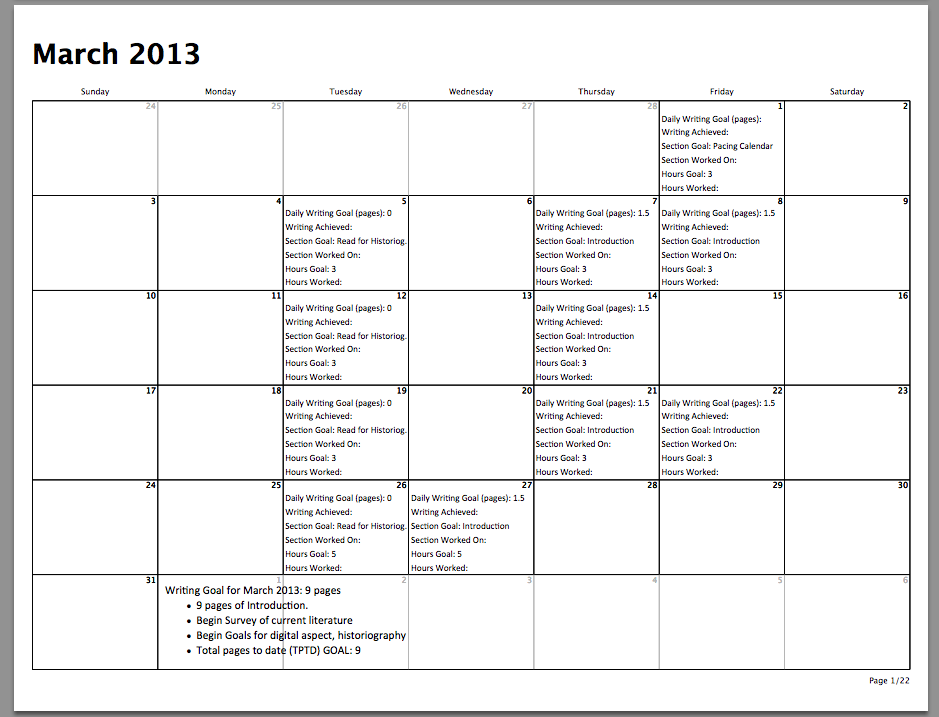 March 2013
Sunday Monday Tuesday Wednesday Thursday Friday Saturday
24 25 26 27 28 1 2
Daily Writing Goal (pages):
Writing Achieved:
Section Goal: Pacing Calendar
Section Worked On:
Hours Goal: 3
Hours Worked:
3 4 5 6 7 8 9
Daily Writing Goal (pages): 0 Daily Writing Goal (pages): 1.5 Daily Writing Goal (pages): 1.5
Writing Achieved: Writing Achieved: Writing Achieved:
Section Goal: Read for Historiog. Section Goal: Introduction Section Goal: Introduction
Section Worked On: Section Worked On: Section Worked On:
Hours Goal: 3 Hours Goal: 3 Hours Goal: 3
Hours Worked: Hours Worked: Hours Worked:
10 11 12 13 14 15 16
Daily Writing Goal (pages): 0 Daily Writing Goal (pages): 1.5
Writing Achieved: Writing Achieved:
Section Goal: Read for Historiog. Section Goal: Introduction
Section Worked On: Section Worked On:
Hours Goal: 3 Hours Goal: 3
Hours Worked: Hours Worked:
17 18 19 20 21 22 23
Daily Writing Goal (pages): 0 Daily Writing Goal (pages): 1.5 Daily Writing Goal (pages): 1.5
Writing Achieved: Writing Achieved: Writing Achieved:
Section Goal: Read for Historiog. Section Goal: Introduction Section Goal: Introduction
Section Worked On: Section Worked On: Section Worked On:
Hours Goal: 3 Hours Goal: 3 Hours Goal: 3
Hours Worked: Hours Worked: Hours Worked:
24 25 26 27 28 29 30
Daily Writing Goal (pages): 0 Daily Writing Goal (pages): 1.5
Writing Achieved: Writing Achieved:
Section Goal: Read for Historiog. Section Goal: Introduction
Section Worked On: Section Worked On:
Hours Goal: 5 Hours Goal: 5
Hours Worked: Hours Worked:
31 1 2 3 4 5 6
Writing Goal for March 2013: 9 pages
• 9 pages of Introduction.
• Begin Survey of current literature
• Begin Goals for digital aspect, historiography
• Total pages to date (TPTD) GOAL: 9
Page 1/22